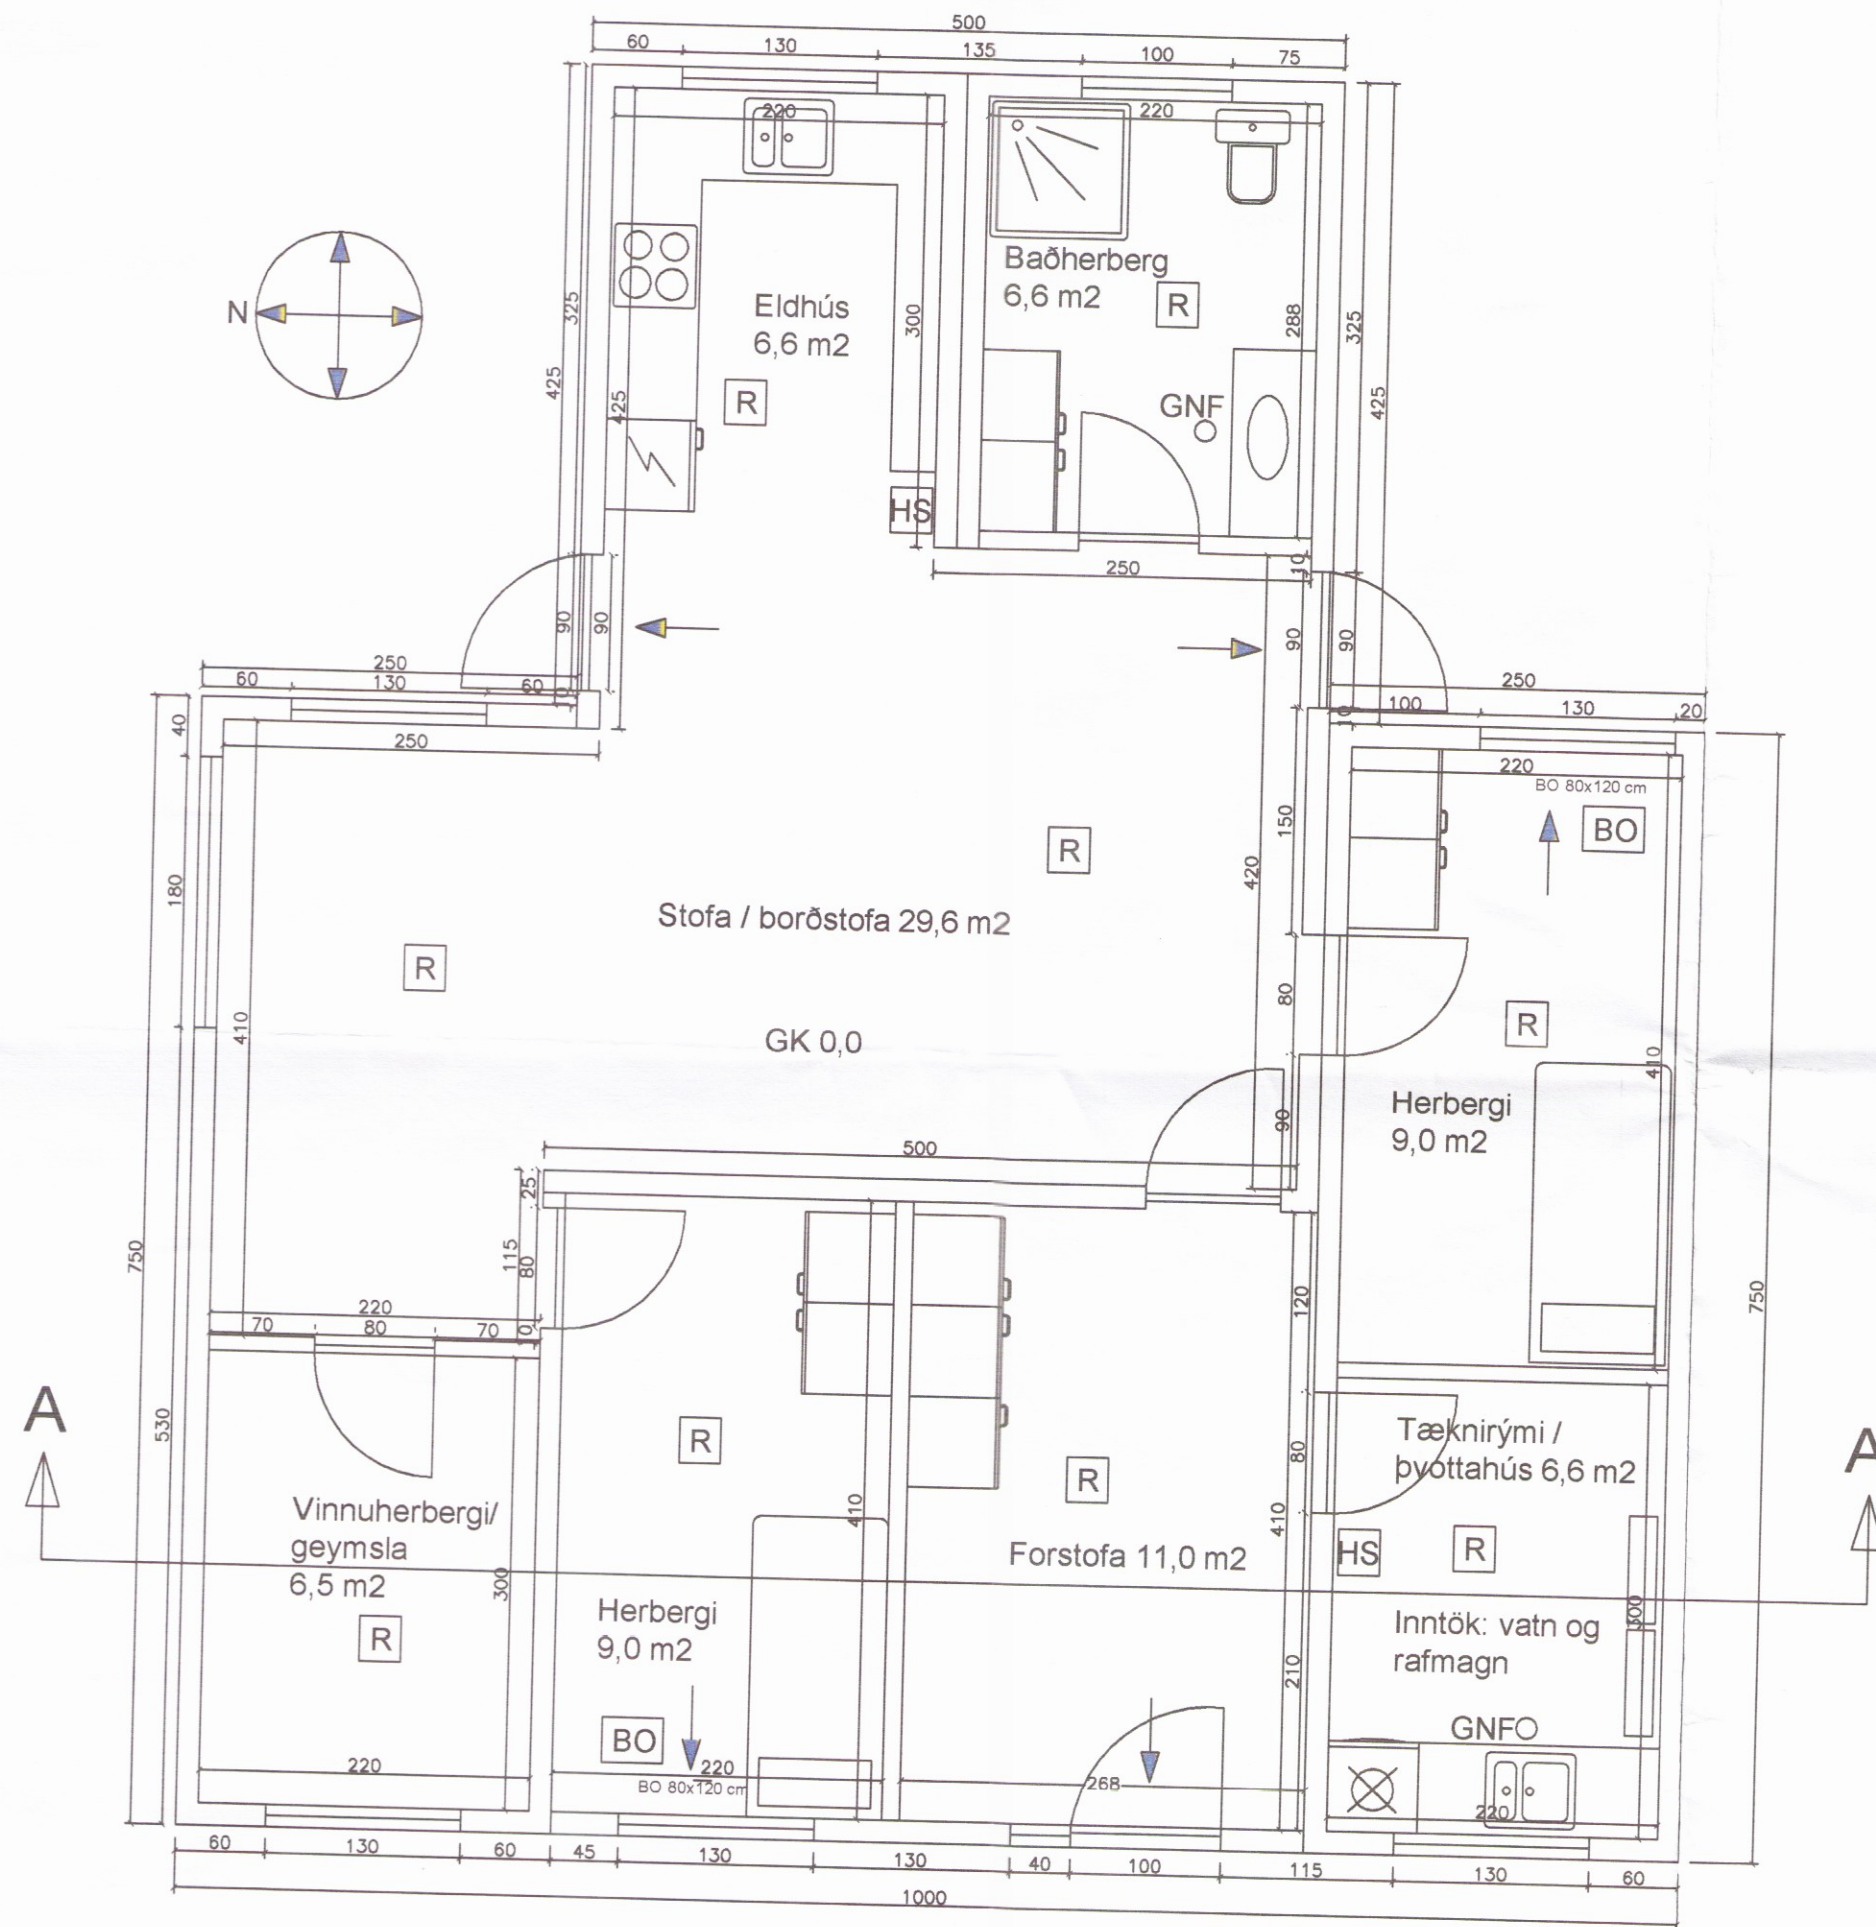 500
60 130 135 100 75
220
220
Baðherberg
6,6 m2
R
N
Eldhús
6,6 m2
R
325
425
425
300
288
325
425
GNF
HS
250
10
90
90
90
90
250
60 130 60
10
250
250
100 130 20
10
220
BO 80x120 cm
BO
40
180
150
R
420
Stofa / borðstofa 29,6 m2
R
410
80
R
GK 0,0
410
Herbergi
9,0 m2
90
500
25
115
80
750
220
70 80 70
10
120
750
A
530
R
R
80
Tæknirými /
þvottahús 6,6 m2
A
Vinnuherbergi/
geymsla
6,5 m2
300
410
410
Forstofa 11,0 m2
HS
R
R
Herbergi
9,0 m2
300
Inntök: vatn og
rafmagn
210
BO
GNF
220
220
BO 80x120 cm
268
220
60 130 60 45 130 130 40 100 115 130 60
1000